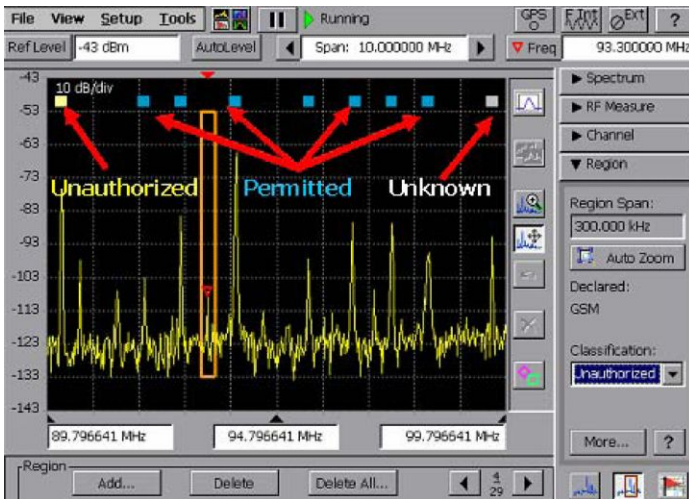 File View Setup Tools Running GPS F.Int Ext ?
Ref Level -43 dBm AutoLevel Span: 10.000000 MHz Freq 93.300000 MHz
-43
10 dB/div
-53
-63
-73
-83
-93
-103
-113
-123
-133
-143
Unauthorized Permitted Unknown
89.796641 MHz 94.796641 MHz 99.796641 MHz
Region
Add... Delete Delete All... 4
29
Spectrum
RF Measure
Channel
Region
Region Span:
300.000 kHz
Auto Zoom
Declared:
GSM
Classification:
Unauthorized
More... ?